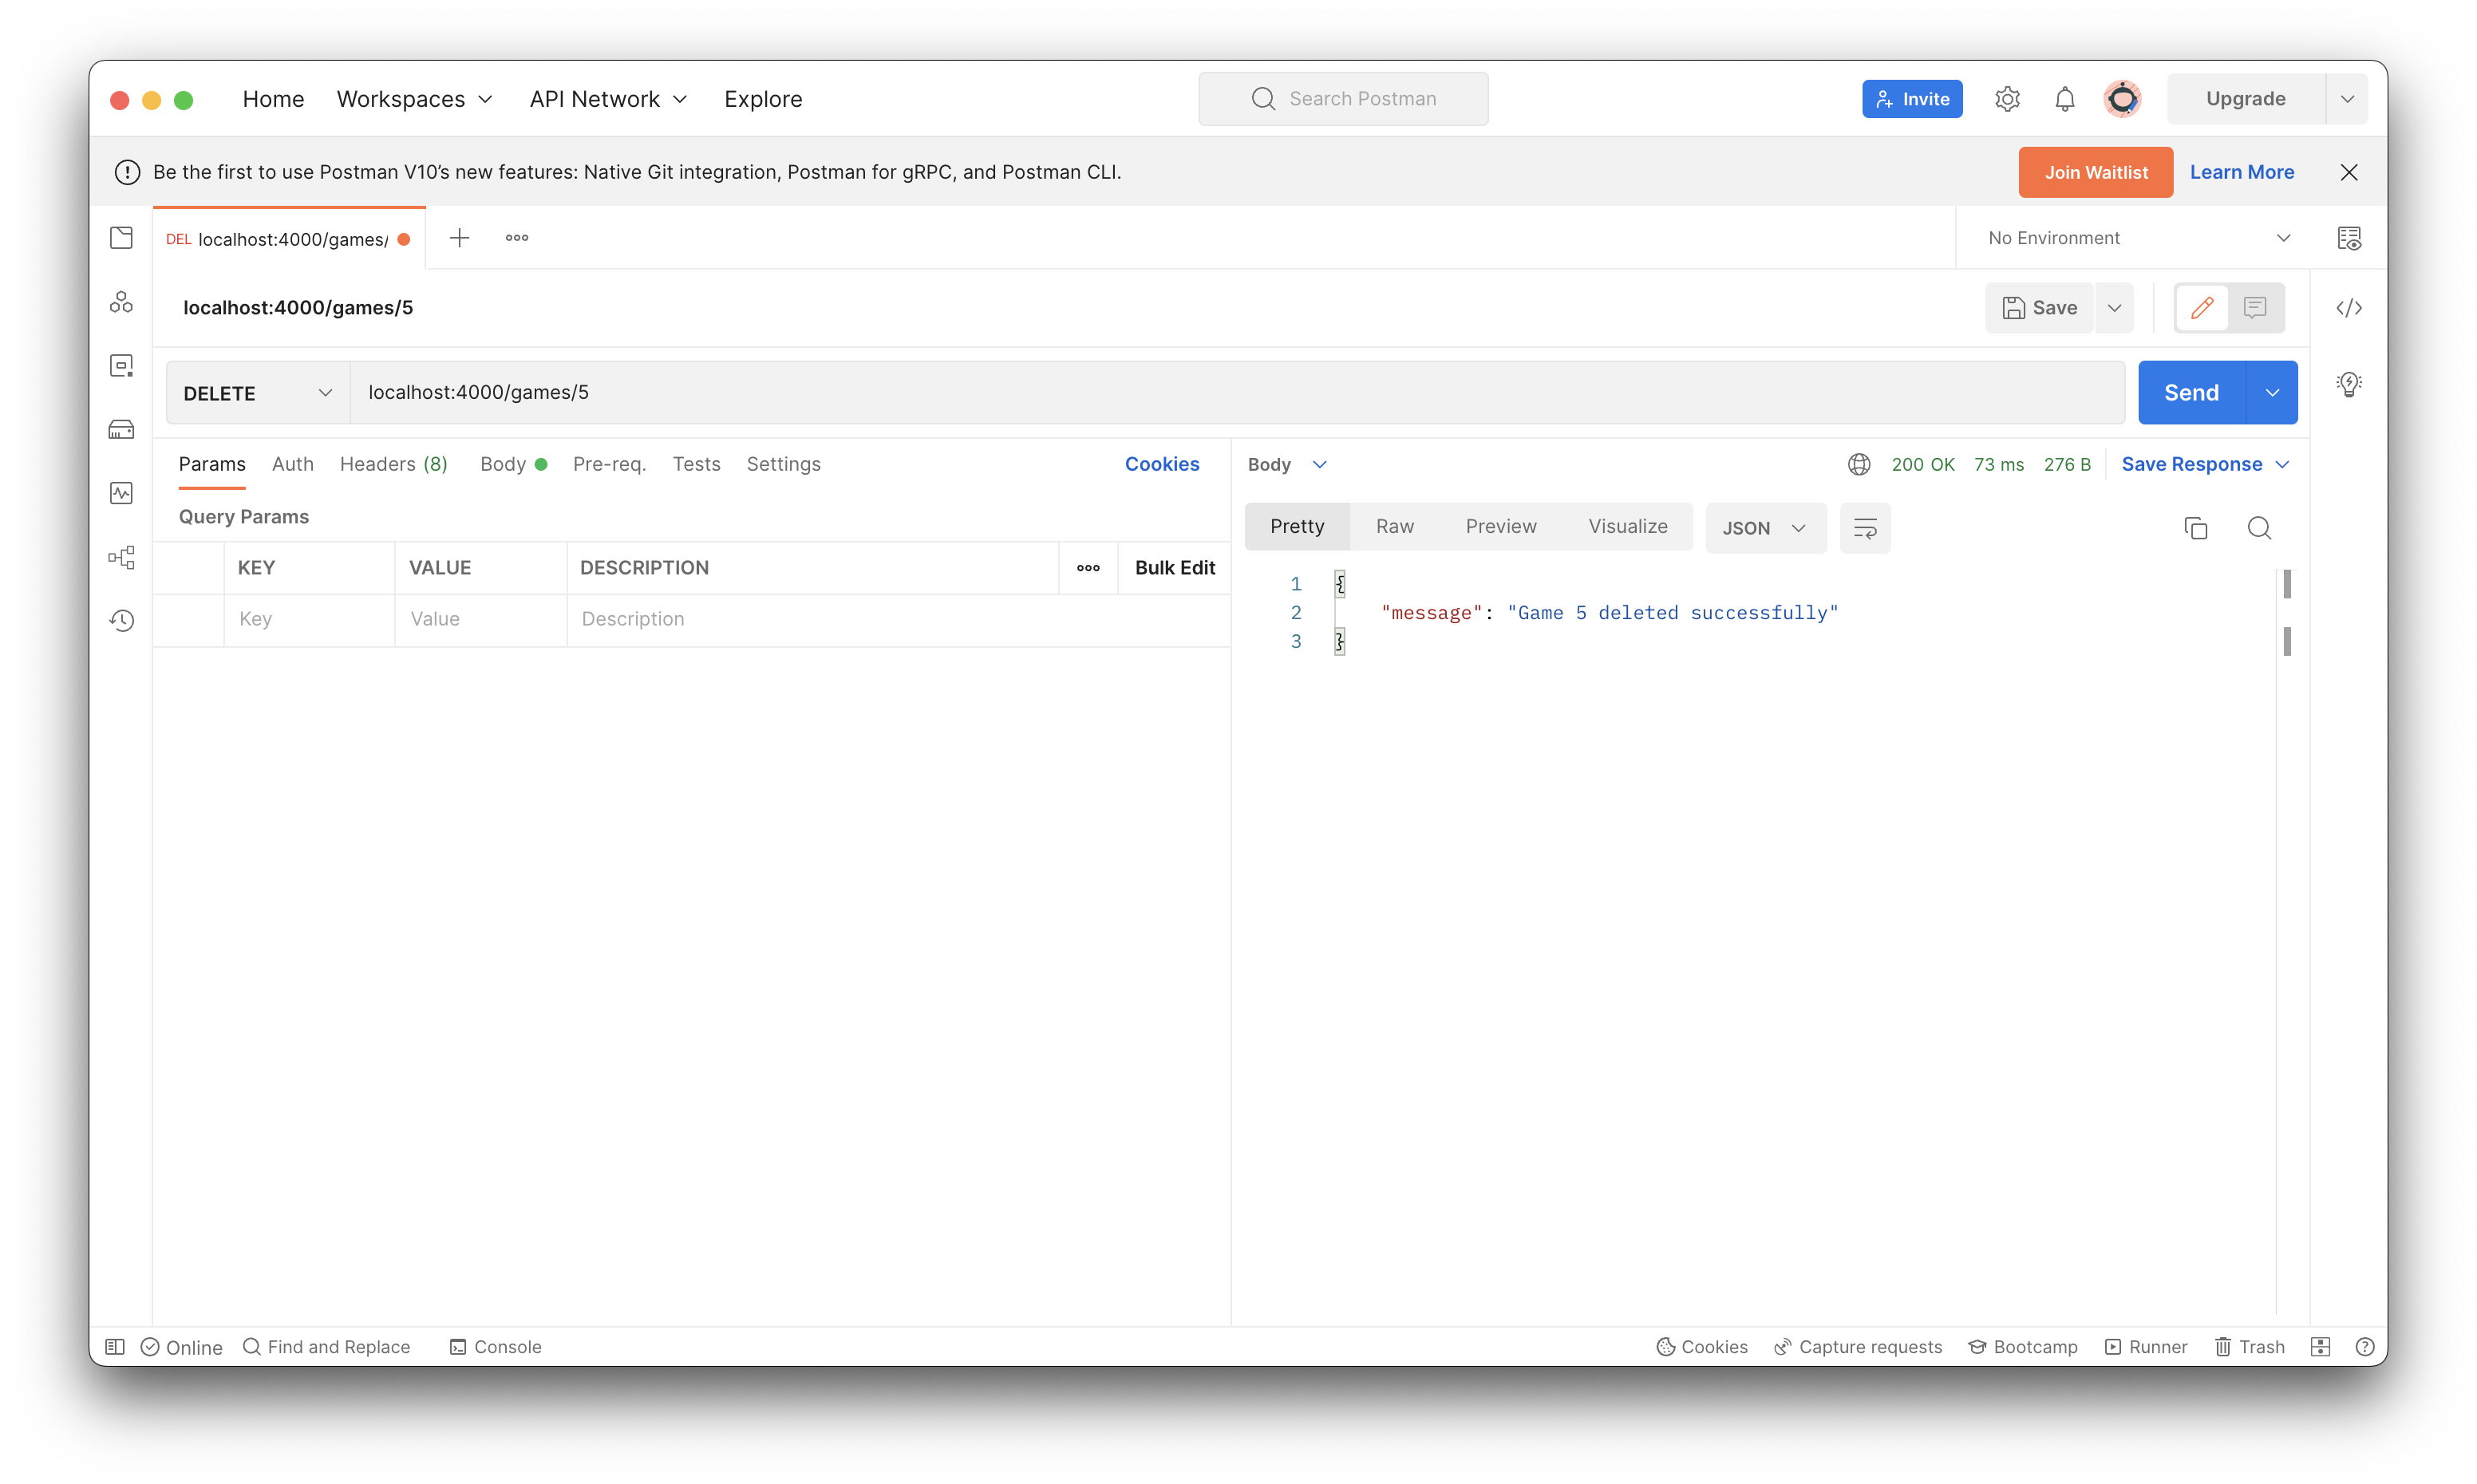 Home Workspaces API Network Explore Search Postman Invite Upgrade
Be the first to use Postman V10’s new features: Native Git integration, Postman for gRPC, and Postman CLI. Join Waitlist Learn More
DEL localhost:4000/games/ No Environment
localhost:4000/games/5 Save
DELETE localhost:4000/games/5 Send
Params Auth Headers (8) Body Pre-req. Tests Settings Cookies
Query Params
KEY VALUE DESCRIPTION Bulk Edit
Key Value Description
Body 200 OK 73 ms 276 B Save Response
Pretty Raw Preview Visualize JSON
1 {
2 "message": "Game 5 deleted successfully"
3 }
Online Find and Replace Console Cookies Capture requests Bootcamp Runner Trash